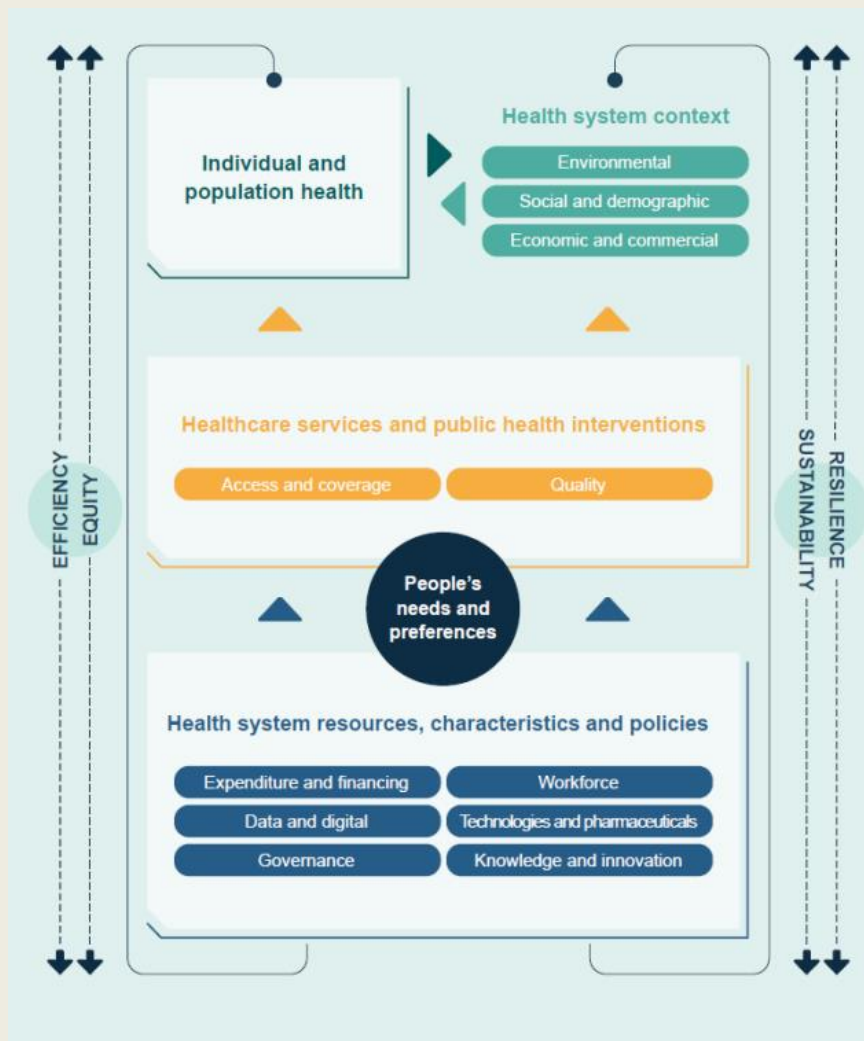 Individual and
population health
Health system context
Environmental
Social and demographic
Economic and commercial
Healthcare services and public health interventions
Access and coverage
Quality
EFFICIENCY
EQUITY
SUSTAINABILITY
RESILIENCE
People's
needs and
preferences
Health system resources, characteristics and policies
Expenditure and financing
Workforce
Data and digital
Technologies and pharmaceuticals
Governance
Knowledge and innovation